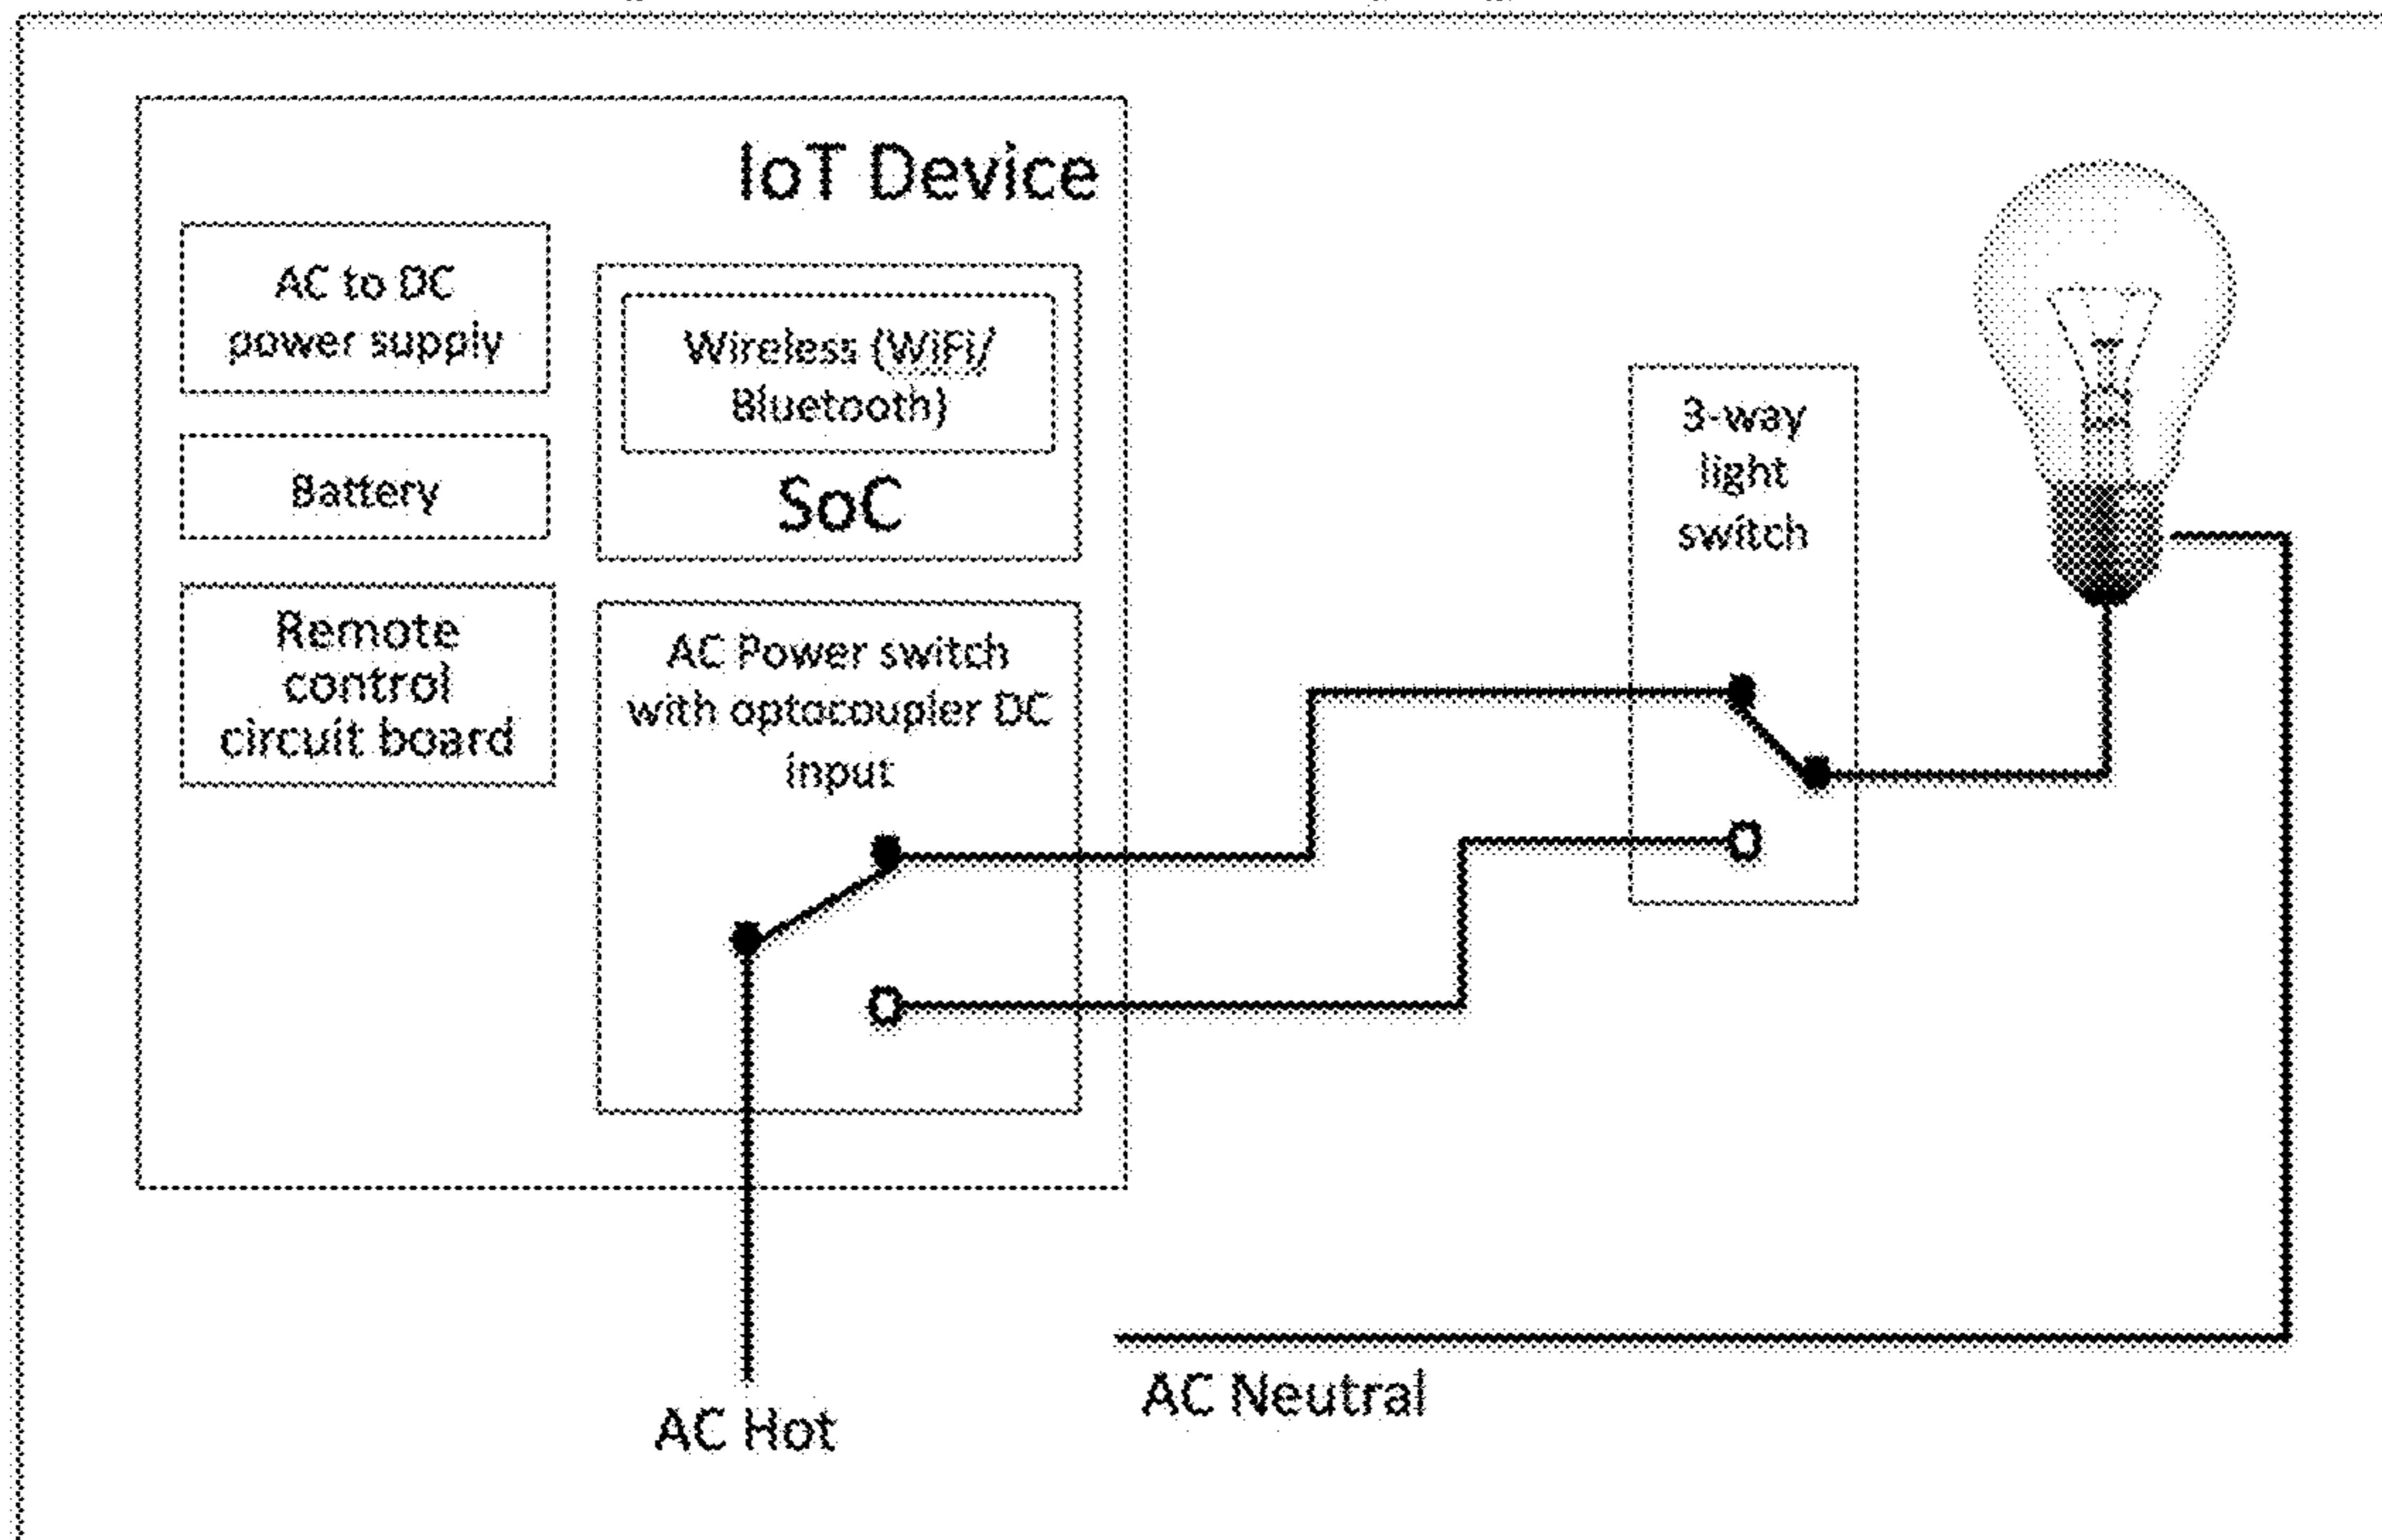 IoT Device
AC to DC
power supply
Battery
Remote
control
circuit board
Wireless (WiFi/
Bluetooth)
SoC
AC Power switch
with optocoupler DC
input
3-way
light
switch
AC Hot
AC Neutral